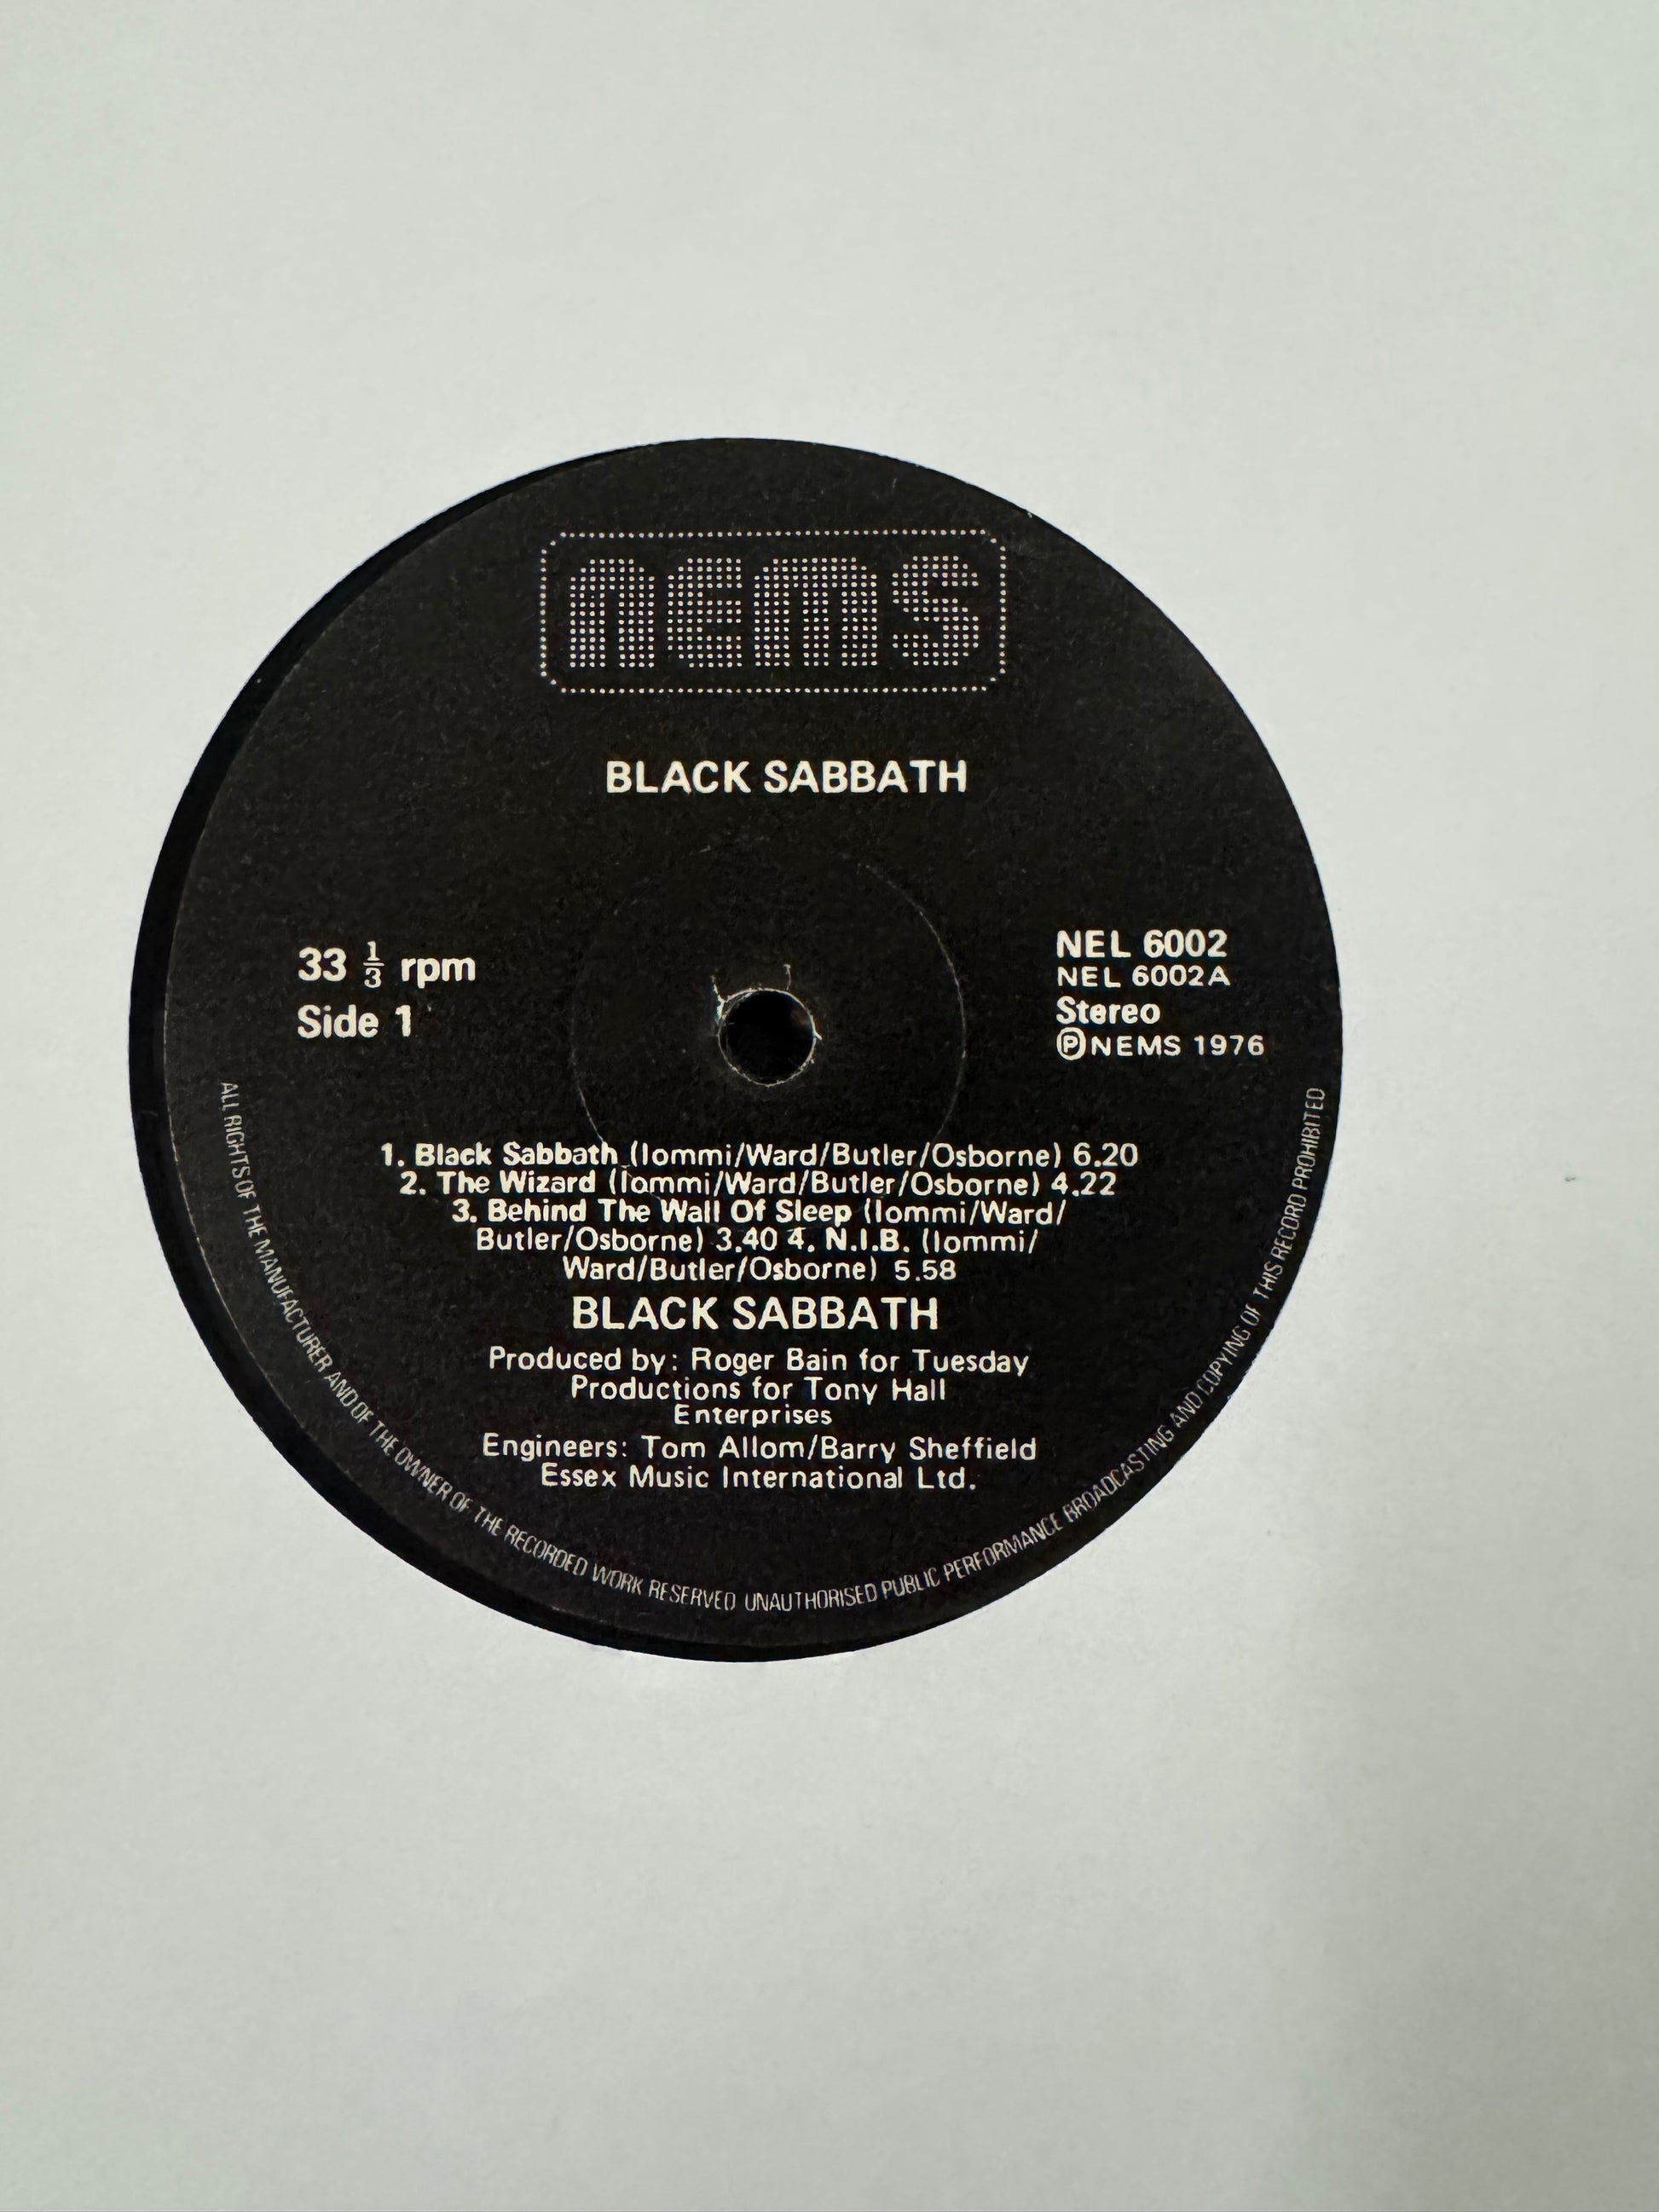 nems
BLACK SABBATH
33 1/3 rpm
Side 1
NEL 6002
NEL 6002A
Stereo
ⓅNEMS 1976
1. Black Sabbath (Iommi/Ward/Butler/Osborne) 6.20
2. The Wizard (Iommi/Ward/Butler/Osborne) 4.22
3. Behind The Wall Of Sleep (Iommi/Ward/
Butler/Osborne) 3.40 4. N.I.B. (Iommi/
Ward/Butler/Osborne) 5.58
BLACK SABBATH
Produced by: Roger Bain for Tuesday
Productions for Tony Hall
Enterprises
Engineers: Tom Allom/Barry Sheffield
Essex Music International Ltd.
ALL RIGHTS OF THE MANUFACTURER AND OF THE OWNER OF THE RECORDED WORK RESERVED UNAUTHORISED PUBLIC PERFORMANCE BROADCASTING AND COPYING OF THIS RECORD PROHIBITED